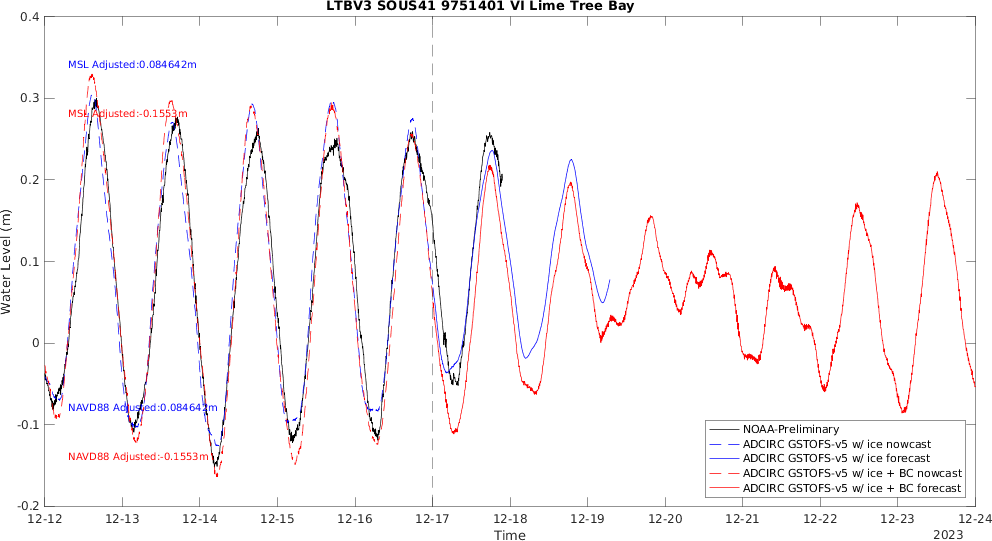 LTBV3 SOUS41 9751401 VI Lime Tree Bay
0.4
0.3
0.2
0.1
0
-0.1
-0.2
Water Level (m)
MSL Adjusted:0.084642m
MSL Adjusted:-0.1553m
NAVD88 Adjusted:0.084642m
NAVD88 Adjusted:-0.1553m
NOAA-Preliminary
ADCIRC GSTOFS-v5 w/ ice nowcast
ADCIRC GSTOFS-v5 w/ ice forecast
ADCIRC GSTOFS-v5 w/ ice + BC nowcast
ADCIRC GSTOFS-v5 w/ ice + BC forecast
12-12 12-13 12-14 12-15 12-16 12-17 12-18 12-19 12-20 12-21 12-22 12-23 12-24
Time
2023